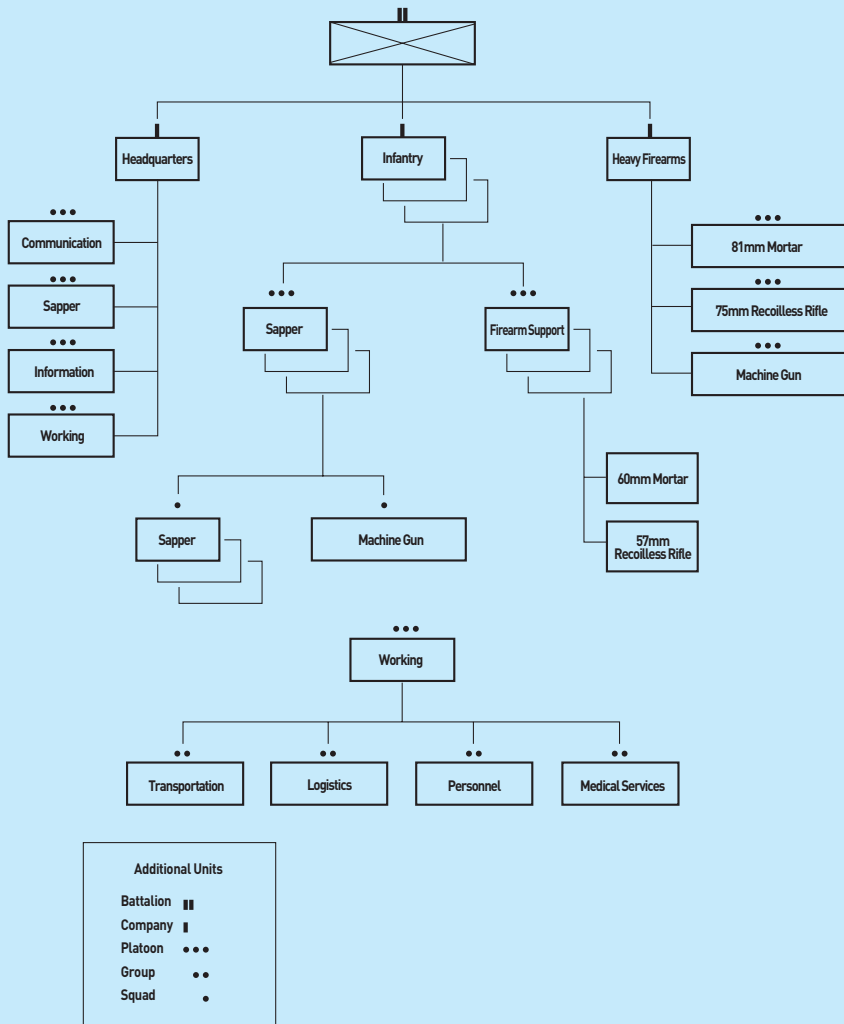 Headquarters
Infantry
Heavy Firearms
Communication
Sapper
Information
Working
81mm Mortar
75mm Recoilless Rifle
Machine Gun
Sapper
Firearm Support
60mm Mortar
57mm
Recoilless Rifle
Sapper
Machine Gun
Working
Transportation
Logistics
Personnel
Medical Services
Additional Units
Battalion
Company
Platoon
Group
Squad